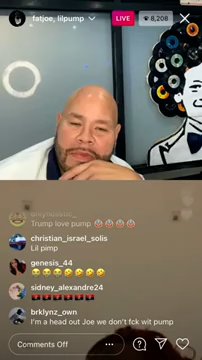 fatjoe, lilpump
LIVE
8,208
Trump love pump
christian_israel_solis
Lil pimp
genesis_44
sidney_alexandre24
brklynz_own
I'm a head out Joe we don't fck wit pump
Comments Off